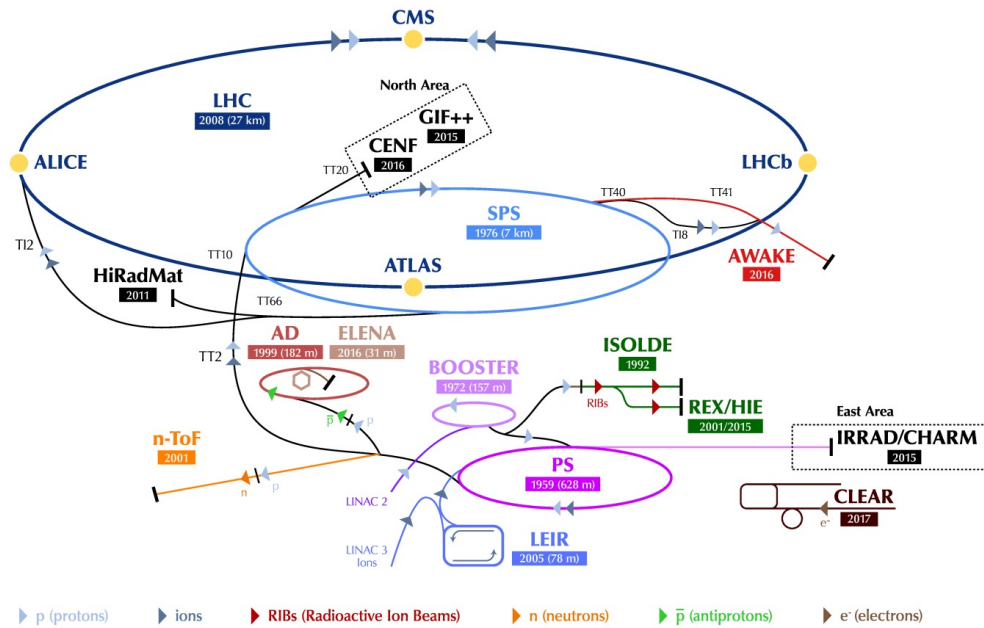 CMS
North Area
LHC
2008 (27 km)
GIF++
2015
CENF
2016
ALICE
LHCb
TT20
TT40
TT41
SPS
1976 (7 km)
TI8
TI2
TT10
AWAKE
2016
ATLAS
HiRadMat
2011
TT66
AD
1999 (182 m)
ELENA
2016 (31 m)
TT2
ISOLDE
1992
BOOSTER
1972 (157 m)
RIBs
REX/HIE
2001/2015
East Area
p̅
p
n-ToF
2001
IRRAD/CHARM
2015
PS
1959 (628 m)
n
p
LINAC 2
CLEAR
2017
e-
LINAC 3
Ions
LEIR
2005 (78 m)
p (protons)
ions
RIBs (Radioactive Ion Beams)
n (neutrons)
p̅ (antiprotons)
e- (electrons)